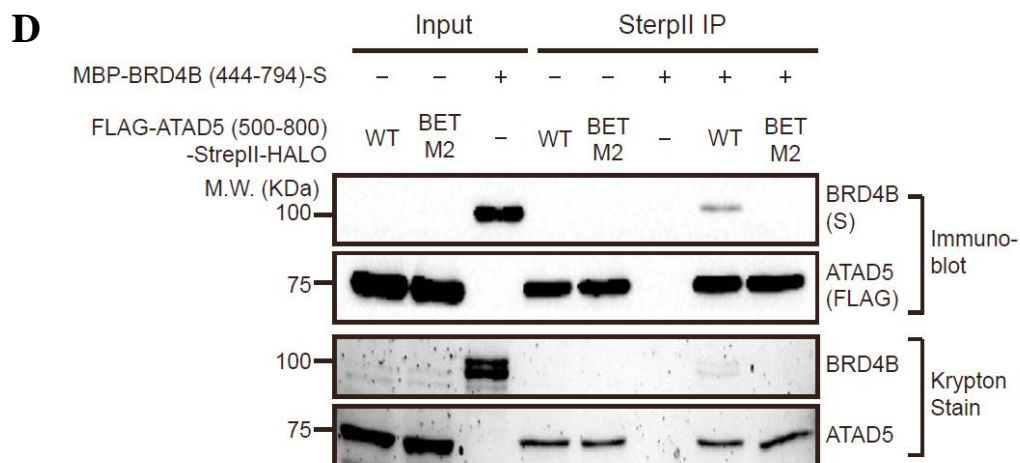 D
Input SterpII IP
MBP-BRD4B (444-794)-S – – + – – + + +
FLAG-ATAD5 (500-800)
-StrepII-HALO
WT BET M2 – WT BET M2 – WT BET M2
M.W. (KDa)
100
BRD4B
(S)
75
ATAD5
(FLAG)
Immuno-
blot
100
BRD4B
75
ATAD5
Krypton
Stain